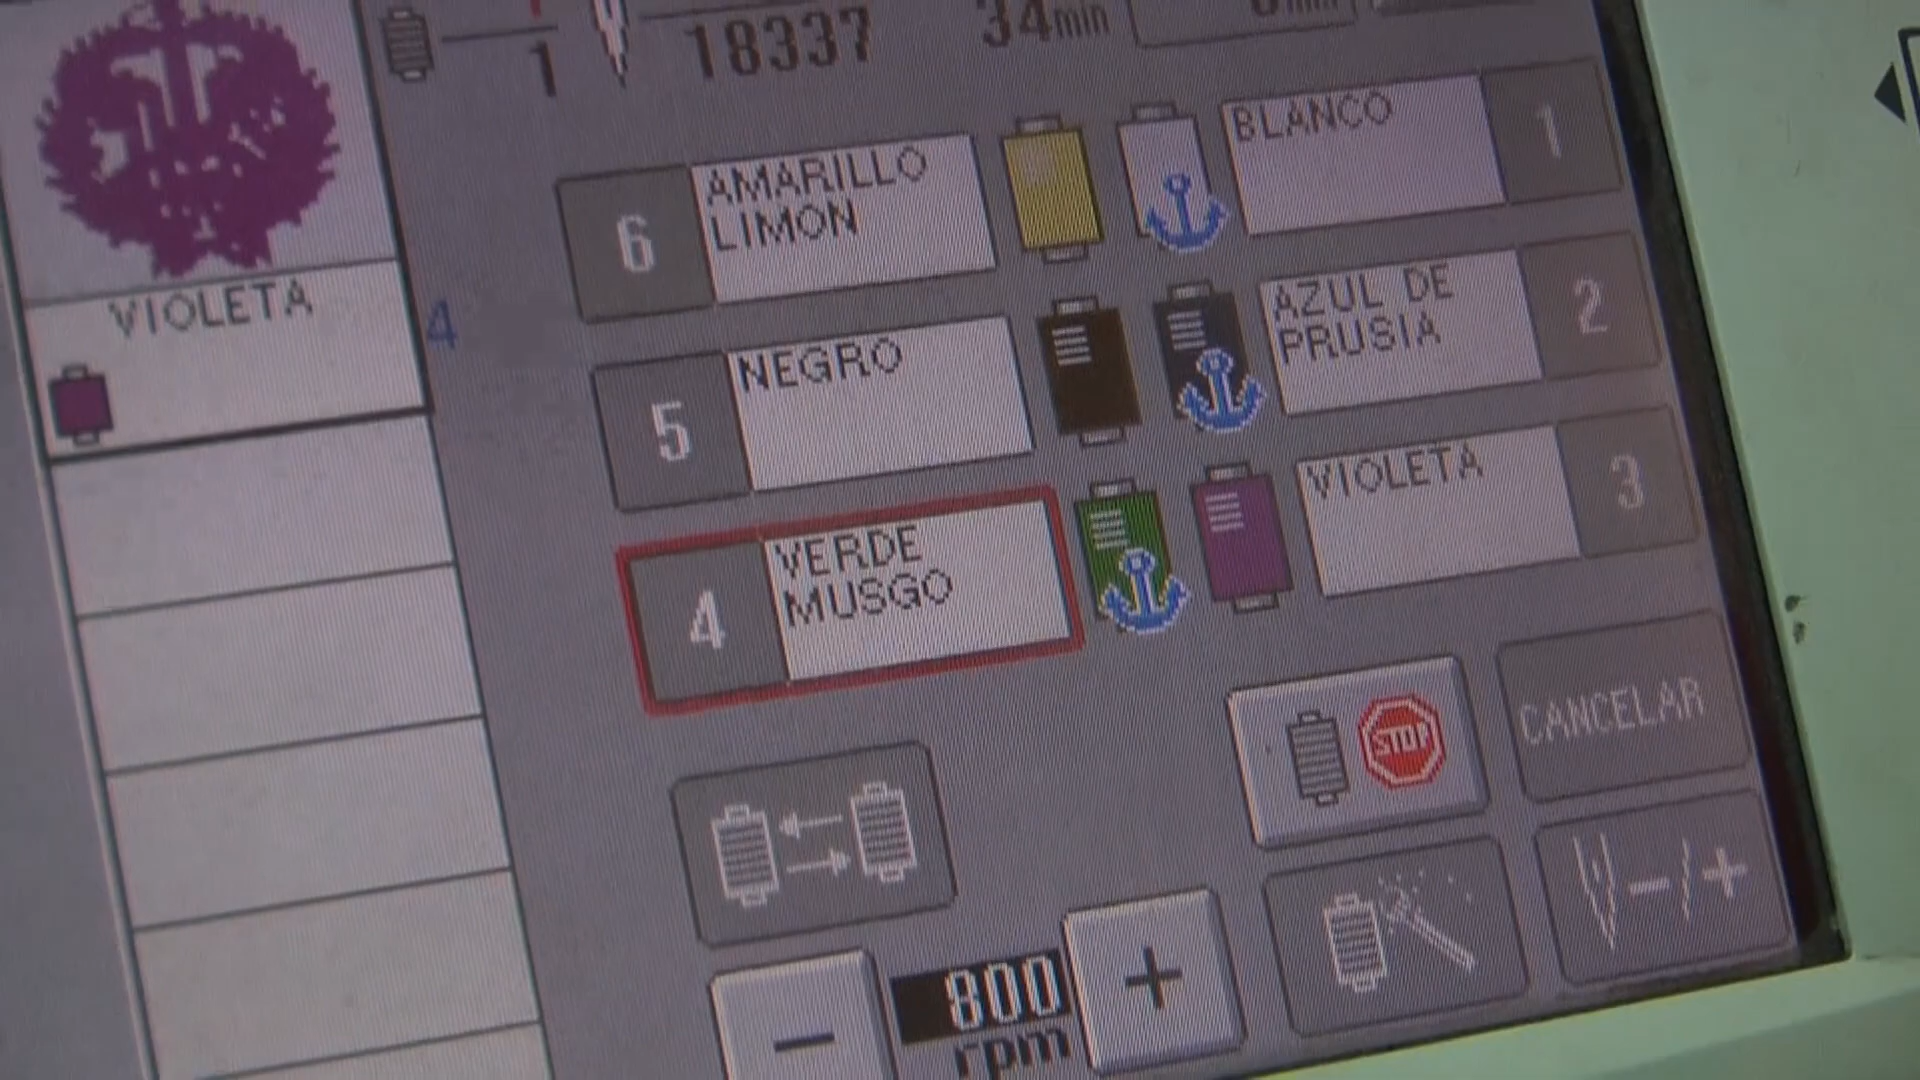 1
18337
34min
VIOLETA
4
6
AMARILLO
LIMON
BLANCO
1
5
NEGRO
AZUL DE
PRUSIA
2
4
VERDE
MUSGO
VIOLETA
3
STOP
CANCELAR
- 800 +
rpm
-/+